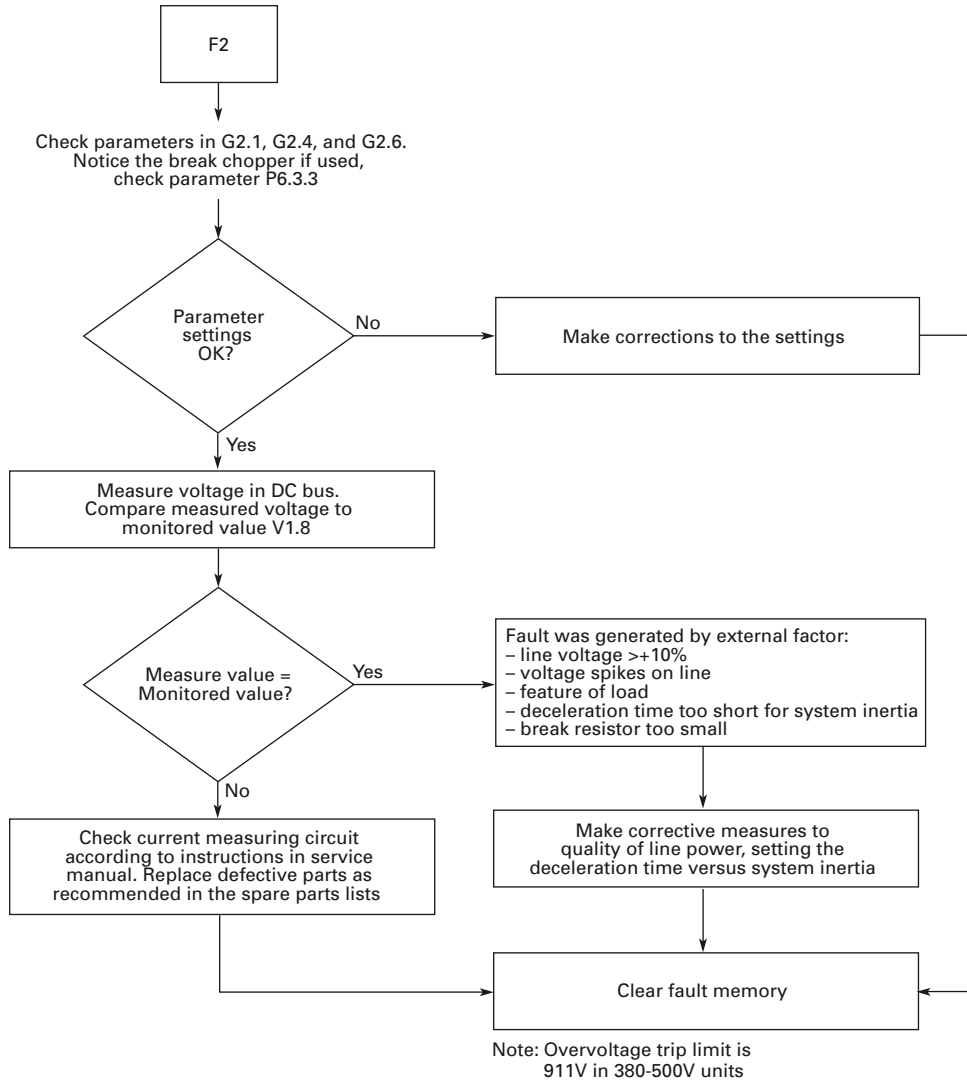 F2
Check parameters in G2.1, G2.4, and G2.6.
Notice the break chopper if used,
check parameter P6.3.3
Parameter
settings
OK?
No
Make corrections to the settings
Yes
Measure voltage in DC bus.
Compare measured voltage to
monitored value V1.8
Measure value =
Monitored value?
Yes
Fault was generated by external factor:
– line voltage >+10%
– voltage spikes on line
– feature of load
– deceleration time too short for system inertia
– break resistor too small
No
Check current measuring circuit
according to instructions in service
manual. Replace defective parts as
recommended in the spare parts lists
Make corrective measures to
quality of line power, setting the
deceleration time versus system inertia
Clear fault memory
Note: Overvoltage trip limit is
911V in 380-500V units